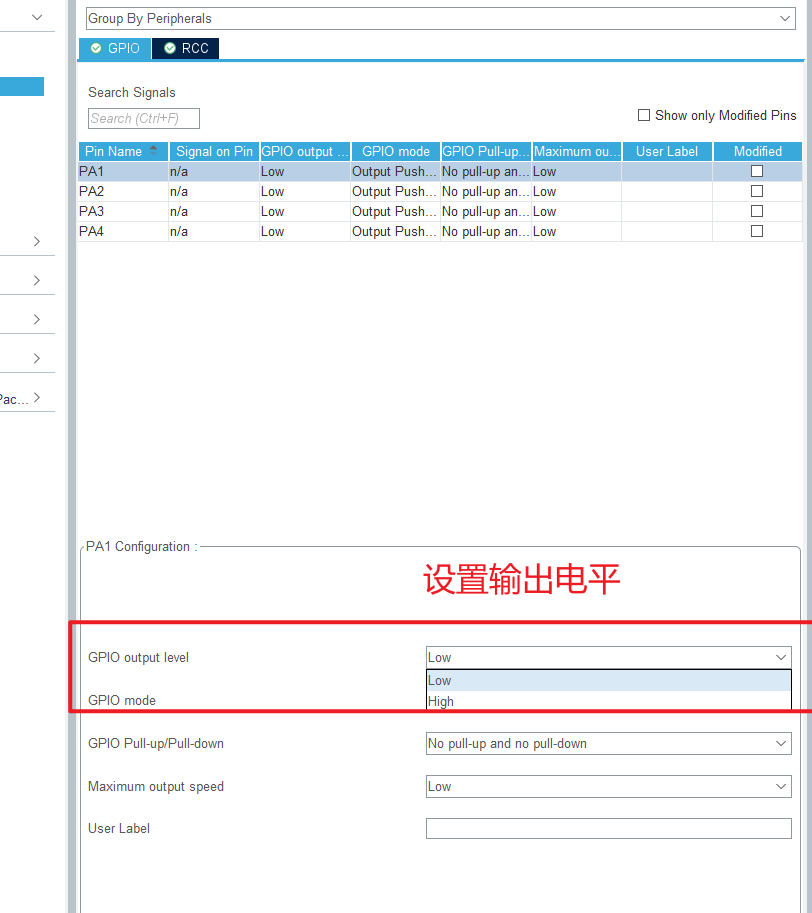 Group By Peripherals
GPIO RCC
Search Signals
Search (Ctrl+F)
Show only Modified Pins
Pin Name Signal on Pin GPIO output ... GPIO mode GPIO Pull-up... Maximum ou... User Label Modified
PA1 n/a Low Output Push... No pull-up an... Low
PA2 n/a Low Output Push... No pull-up an... Low
PA3 n/a Low Output Push... No pull-up an... Low
PA4 n/a Low Output Push... No pull-up an... Low
Pac...
PA1 Configuration :
设置输出电平
GPIO output level Low
Low
GPIO mode High
GPIO Pull-up/Pull-down No pull-up and no pull-down
Maximum output speed Low
User Label